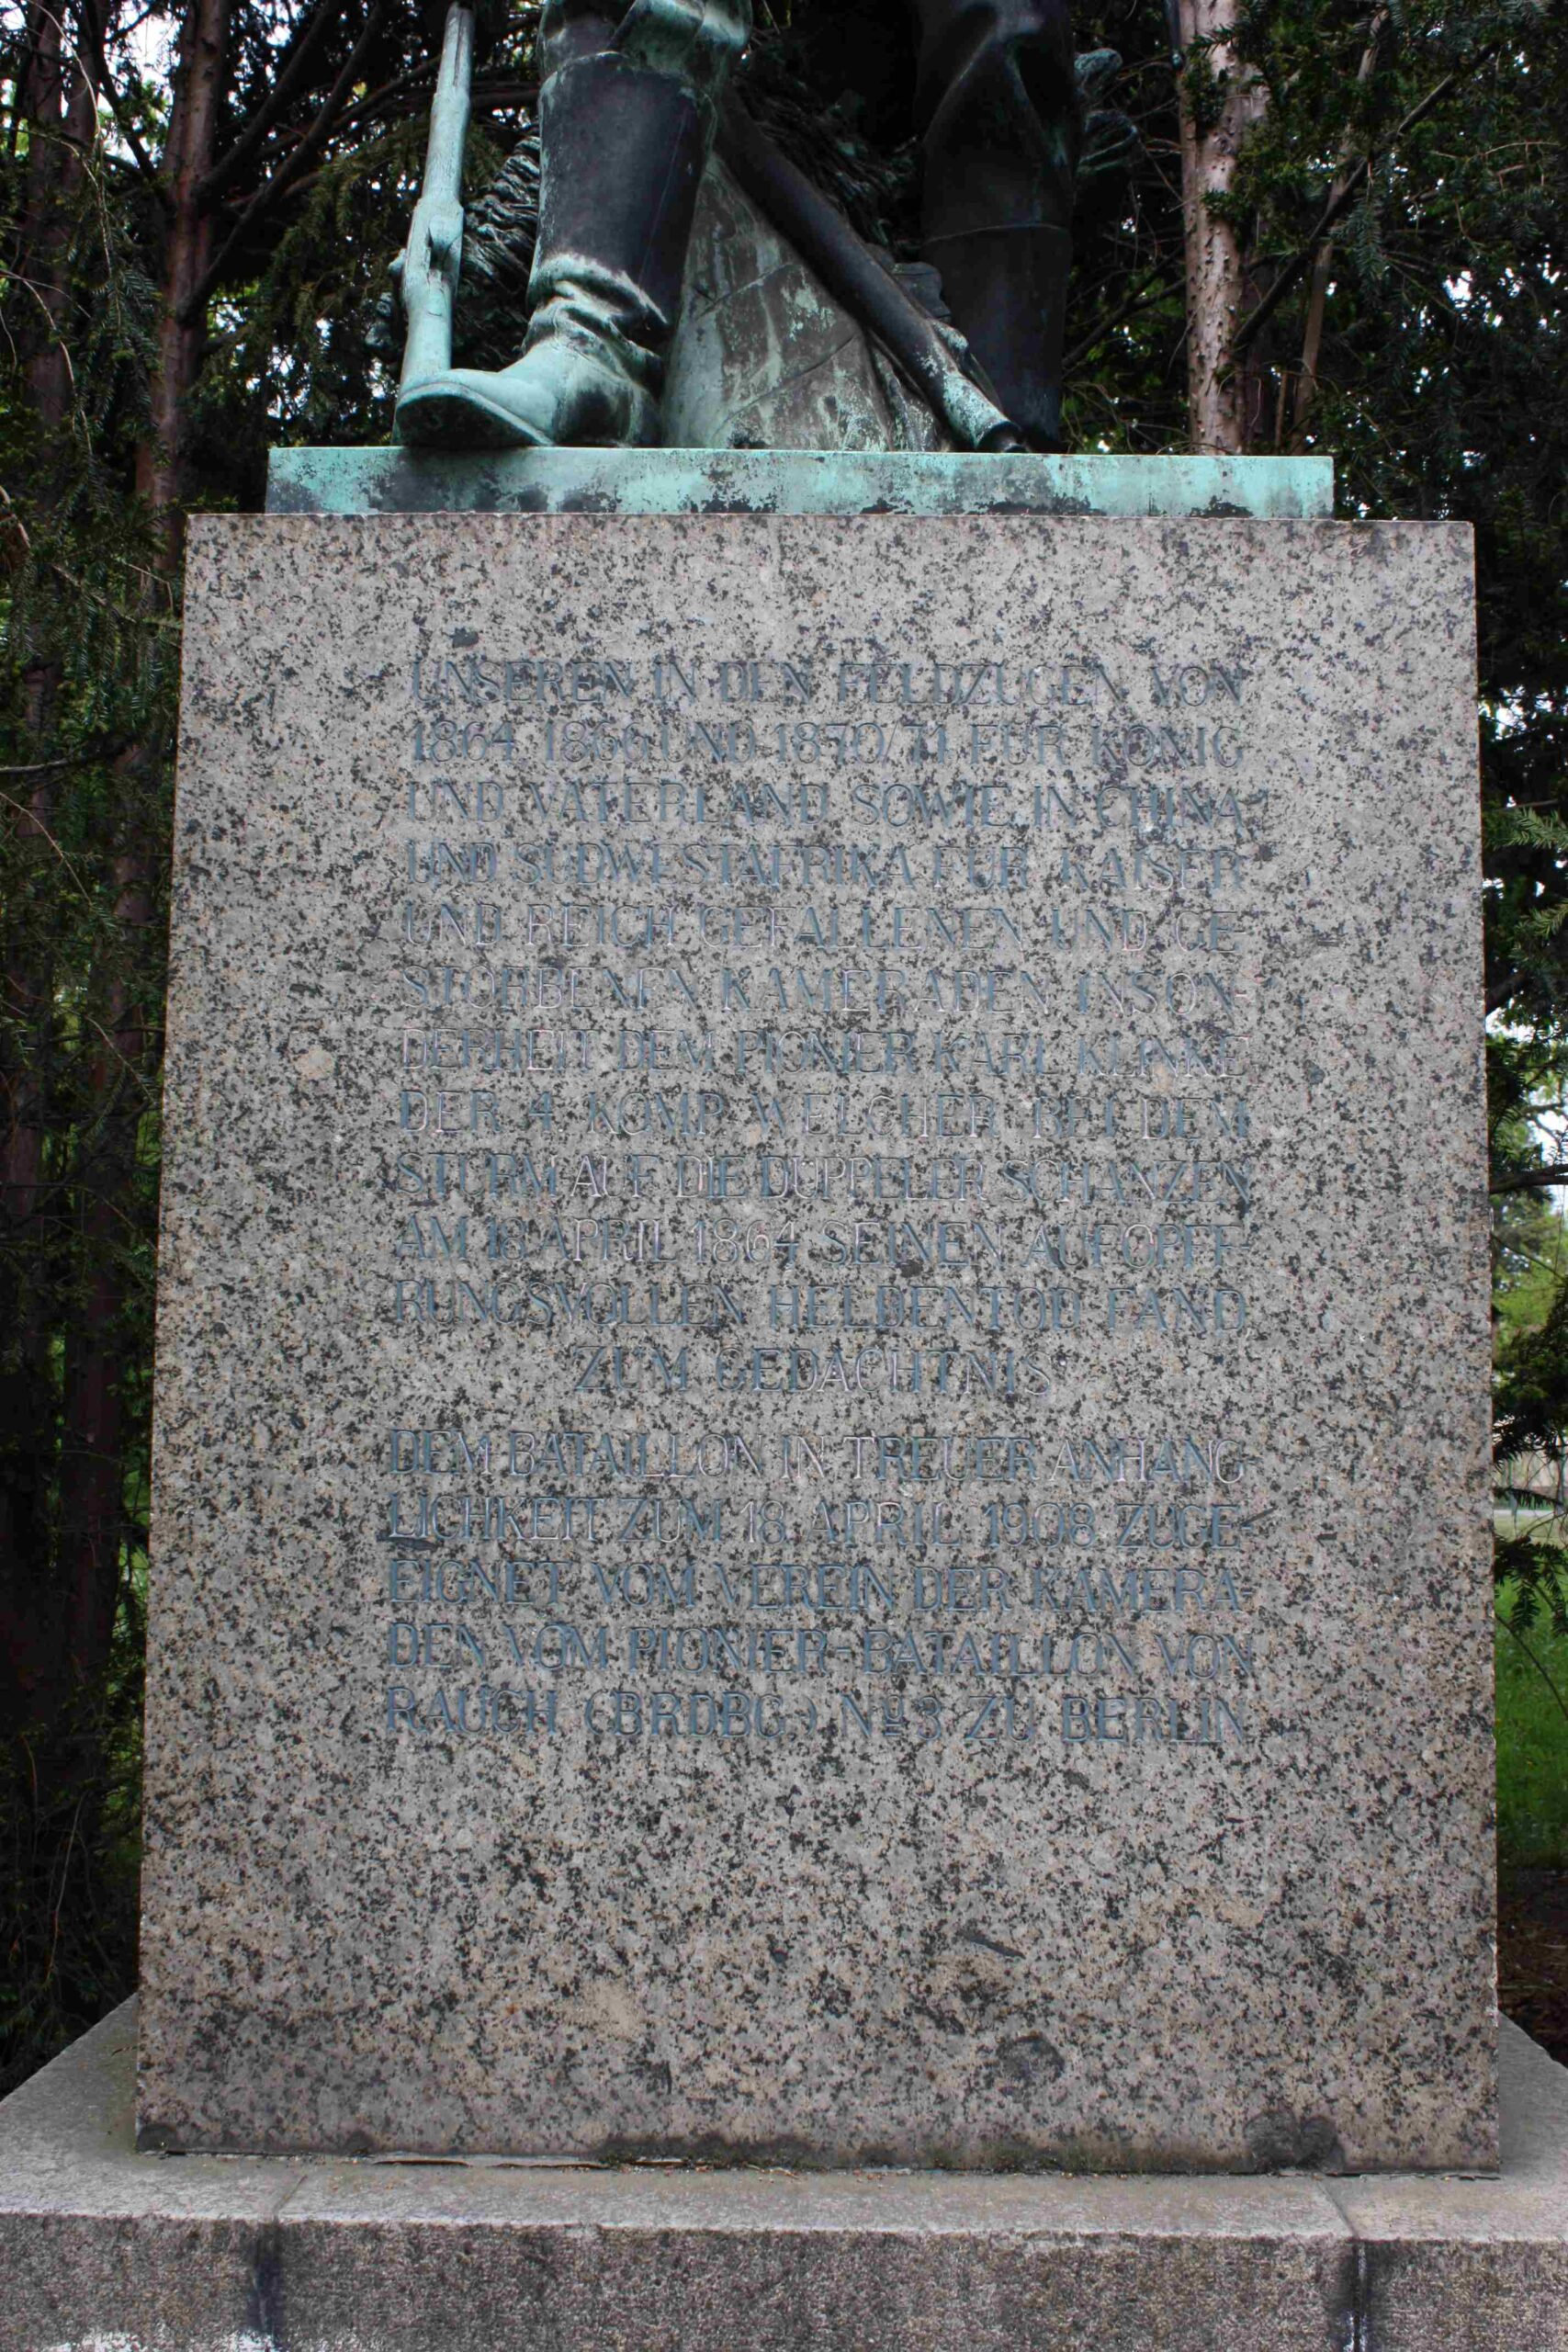 UNSEREN IN DEN FELDZÜGEN VON
1864, 1866 UND 1870/71 FÜR KÖNIG
UND VATERLAND SOWIE IN CHINA
UND SÜDWESTAFRIKA FÜR KAISER
UND REICH GEFALLENEN UND GE-
STORBENEN KAMERADEN INSON-
DERHEIT DEM PIONIER KARL KLINKE
DER 4. KOMP. WELCHER BEI DEM
STURM AUF DIE DÜPPELER SCHANZEN
AM 18. APRIL 1864 SEINEN AUFOPFE-
RUNGSVOLLEN HELDENTOD FAND,
ZUM GEDÄCHTNIS
DEM BATAILLON IN TREUER ANHÄNG-
LICHKEIT ZUM 18. APRIL 1908 ZUGE-
EIGNET VOM VEREIN DER KAMERA-
DEN VOM PIONIER-BATAILLON VON
RAUCH (BRDBG.) Nº 3 ZU BERLIN